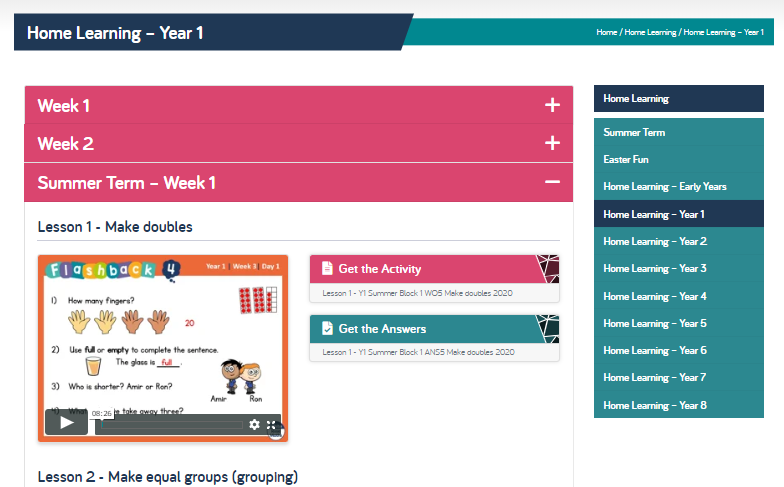 Home Learning – Year 1
Home / Home Learning / Home Learning – Year 1
Week 1
Week 2
Summer Term – Week 1
Lesson 1 - Make doubles
Flashback 4
Year 1 | Week 3 | Day 1
1) How many fingers?
20
2) Use full or empty to complete the sentence.
The glass is full.
3) Who is shorter? Amir or Ron?
Amir Ron
take away three?
08:26
Get the Activity
Lesson 1 - Y1 Summer Block 1 WO5 Make doubles 2020
Get the Answers
Lesson 1 - Y1 Summer Block 1 ANS5 Make doubles 2020
Lesson 2 - Make equal groups (grouping)
Home Learning
Summer Term
Easter Fun
Home Learning – Early Years
Home Learning – Year 1
Home Learning – Year 2
Home Learning – Year 3
Home Learning – Year 4
Home Learning – Year 5
Home Learning – Year 6
Home Learning – Year 7
Home Learning – Year 8